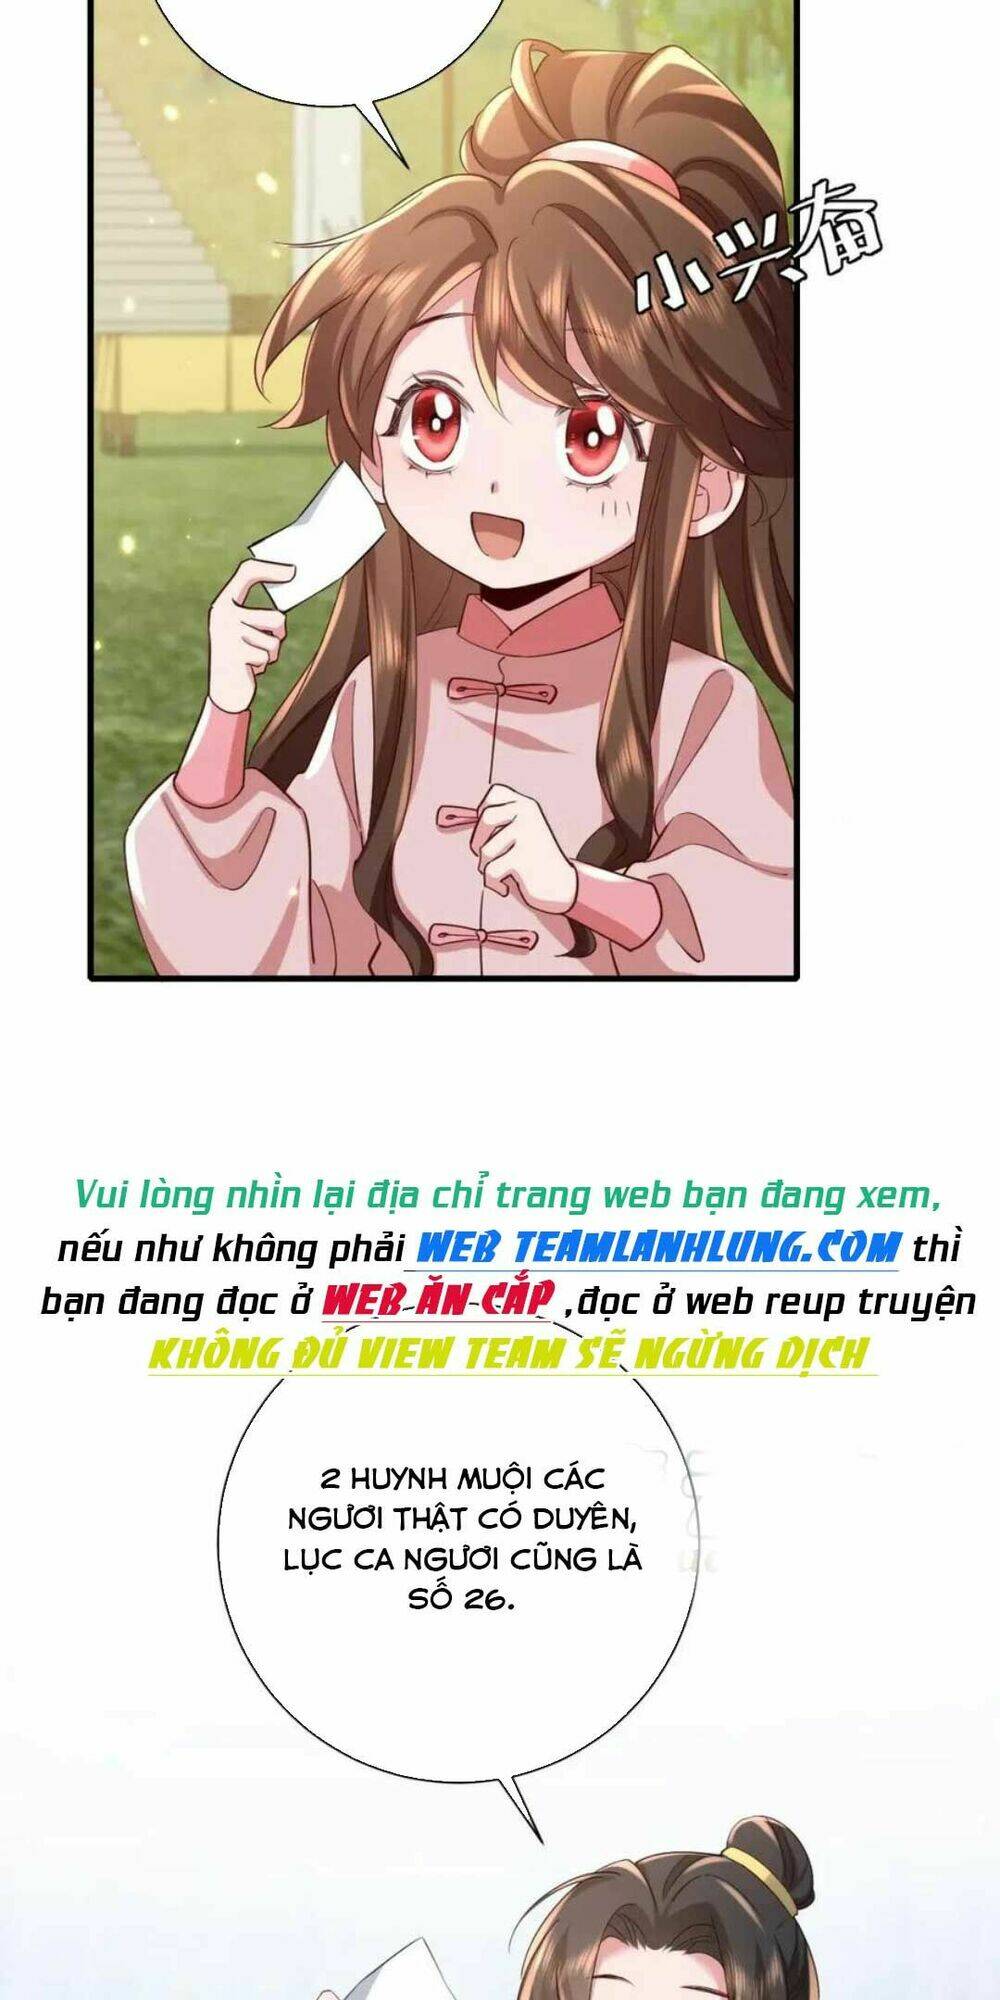 小兴奋
Vui lòng nhìn lại địa chỉ trang web bạn đang xem,
nếu như không phải WEB TEAMLANHLUNG.COM thì
bạn đang đọc ở WEB ĂN CẮP ,đọc ở web reup truyện
KHÔNG ĐỦ VIEW TEAM SẼ NGỪNG DỊCH
2 HUYNH MUỘI CÁC
NGƯƠI THẬT CÓ DUYÊN,
LỤC CA NGƯƠI CŨNG LÀ
SỐ 26.